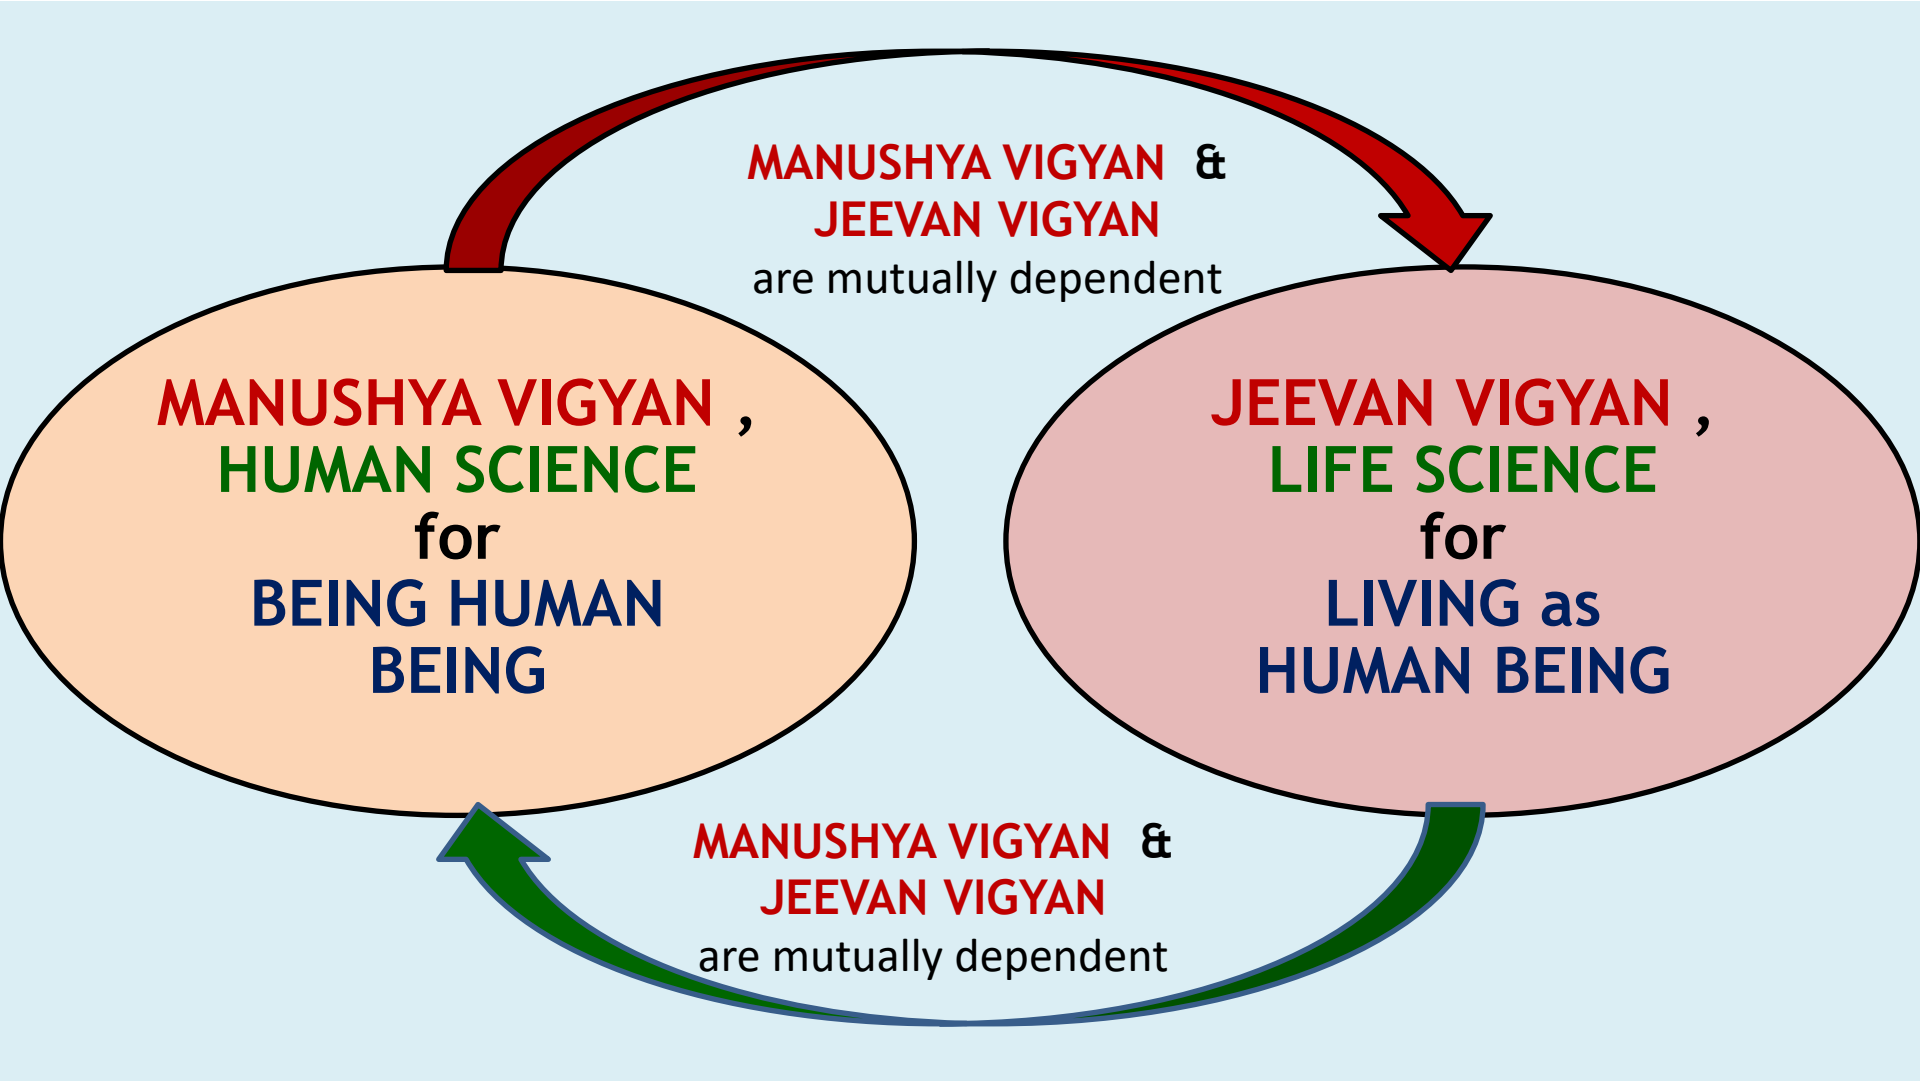 MANUSHYA VIGYAN &
JEEVAN VIGYAN
are mutually dependent
MANUSHYA VIGYAN ,
HUMAN SCIENCE
for
BEING HUMAN
BEING
JEEVAN VIGYAN ,
LIFE SCIENCE
for
LIVING as
HUMAN BEING
MANUSHYA VIGYAN &
JEEVAN VIGYAN
are mutually dependent